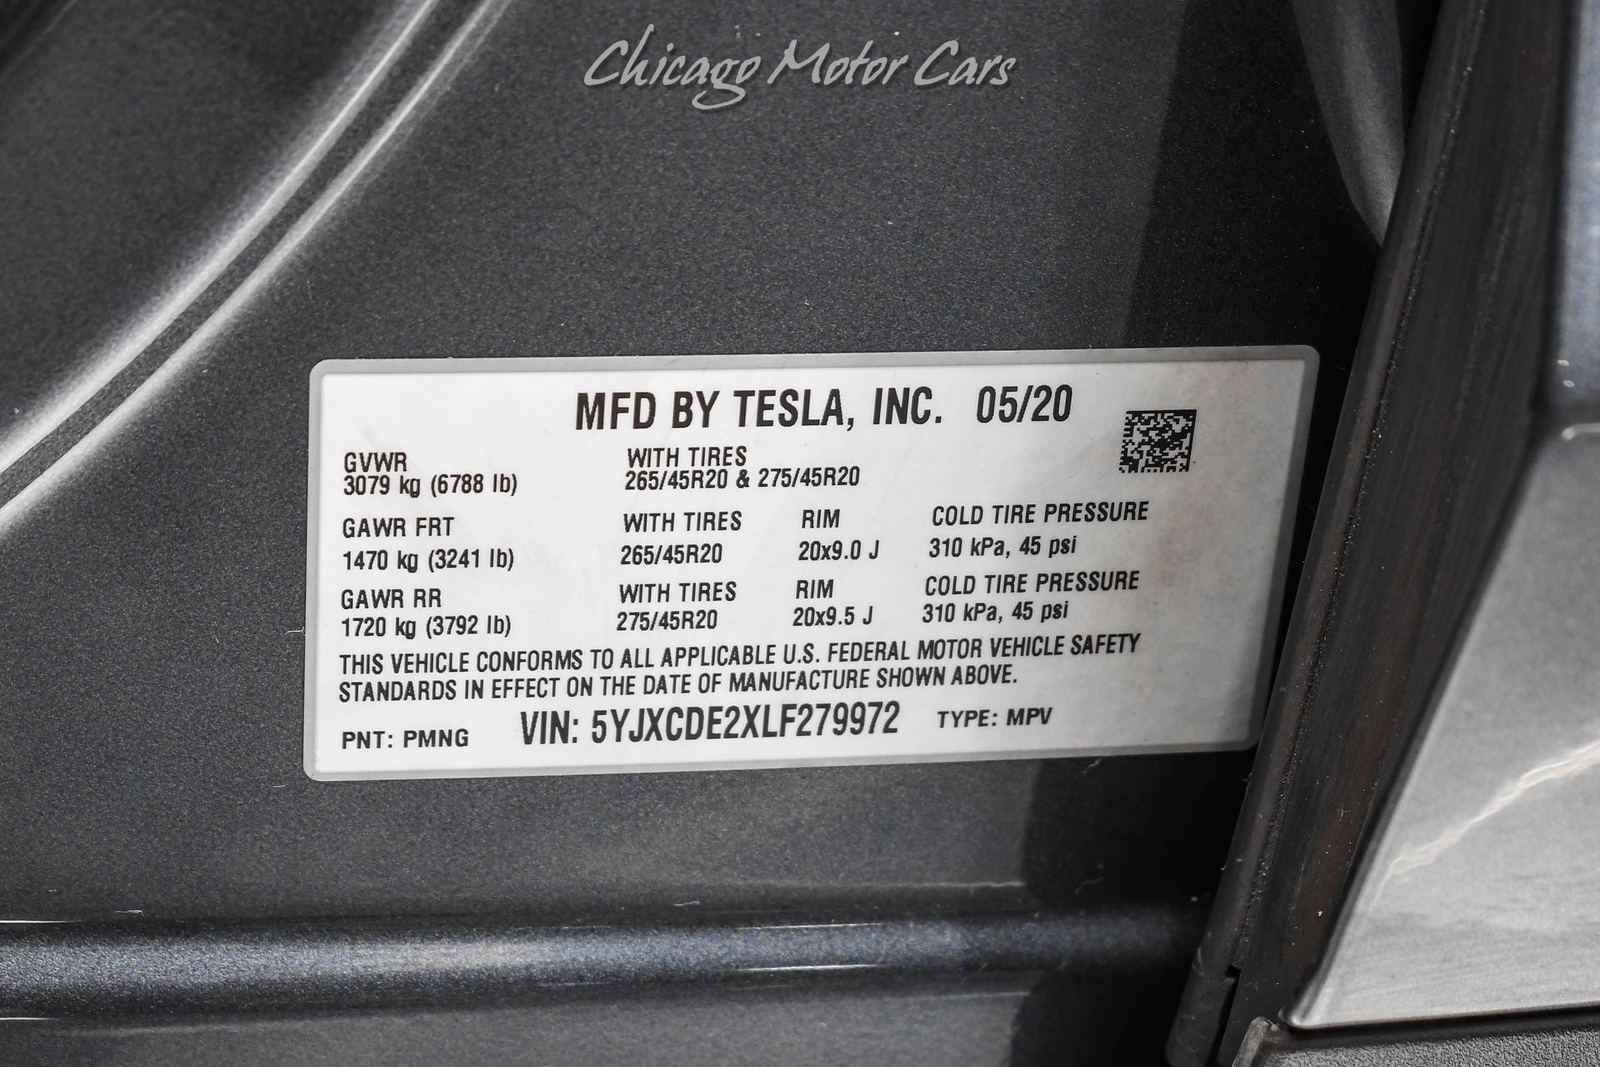 Chicago Motor Cars
MFD BY TESLA, INC. 05/20
GVWR WITH TIRES
3079 kg (6788 lb) 265/45R20 & 275/45R20
GAWR FRT WITH TIRES RIM COLD TIRE PRESSURE
1470 kg (3241 lb) 265/45R20 20x9.0 J 310 kPa, 45 psi
GAWR RR WITH TIRES RIM COLD TIRE PRESSURE
1720 kg (3792 lb) 275/45R20 20x9.5 J 310 kPa, 45 psi
THIS VEHICLE CONFORMS TO ALL APPLICABLE U.S. FEDERAL MOTOR VEHICLE SAFETY
STANDARDS IN EFFECT ON THE DATE OF MANUFACTURE SHOWN ABOVE.
PNT: PMNG VIN: 5YJXCDE2XLF279972 TYPE: MPV